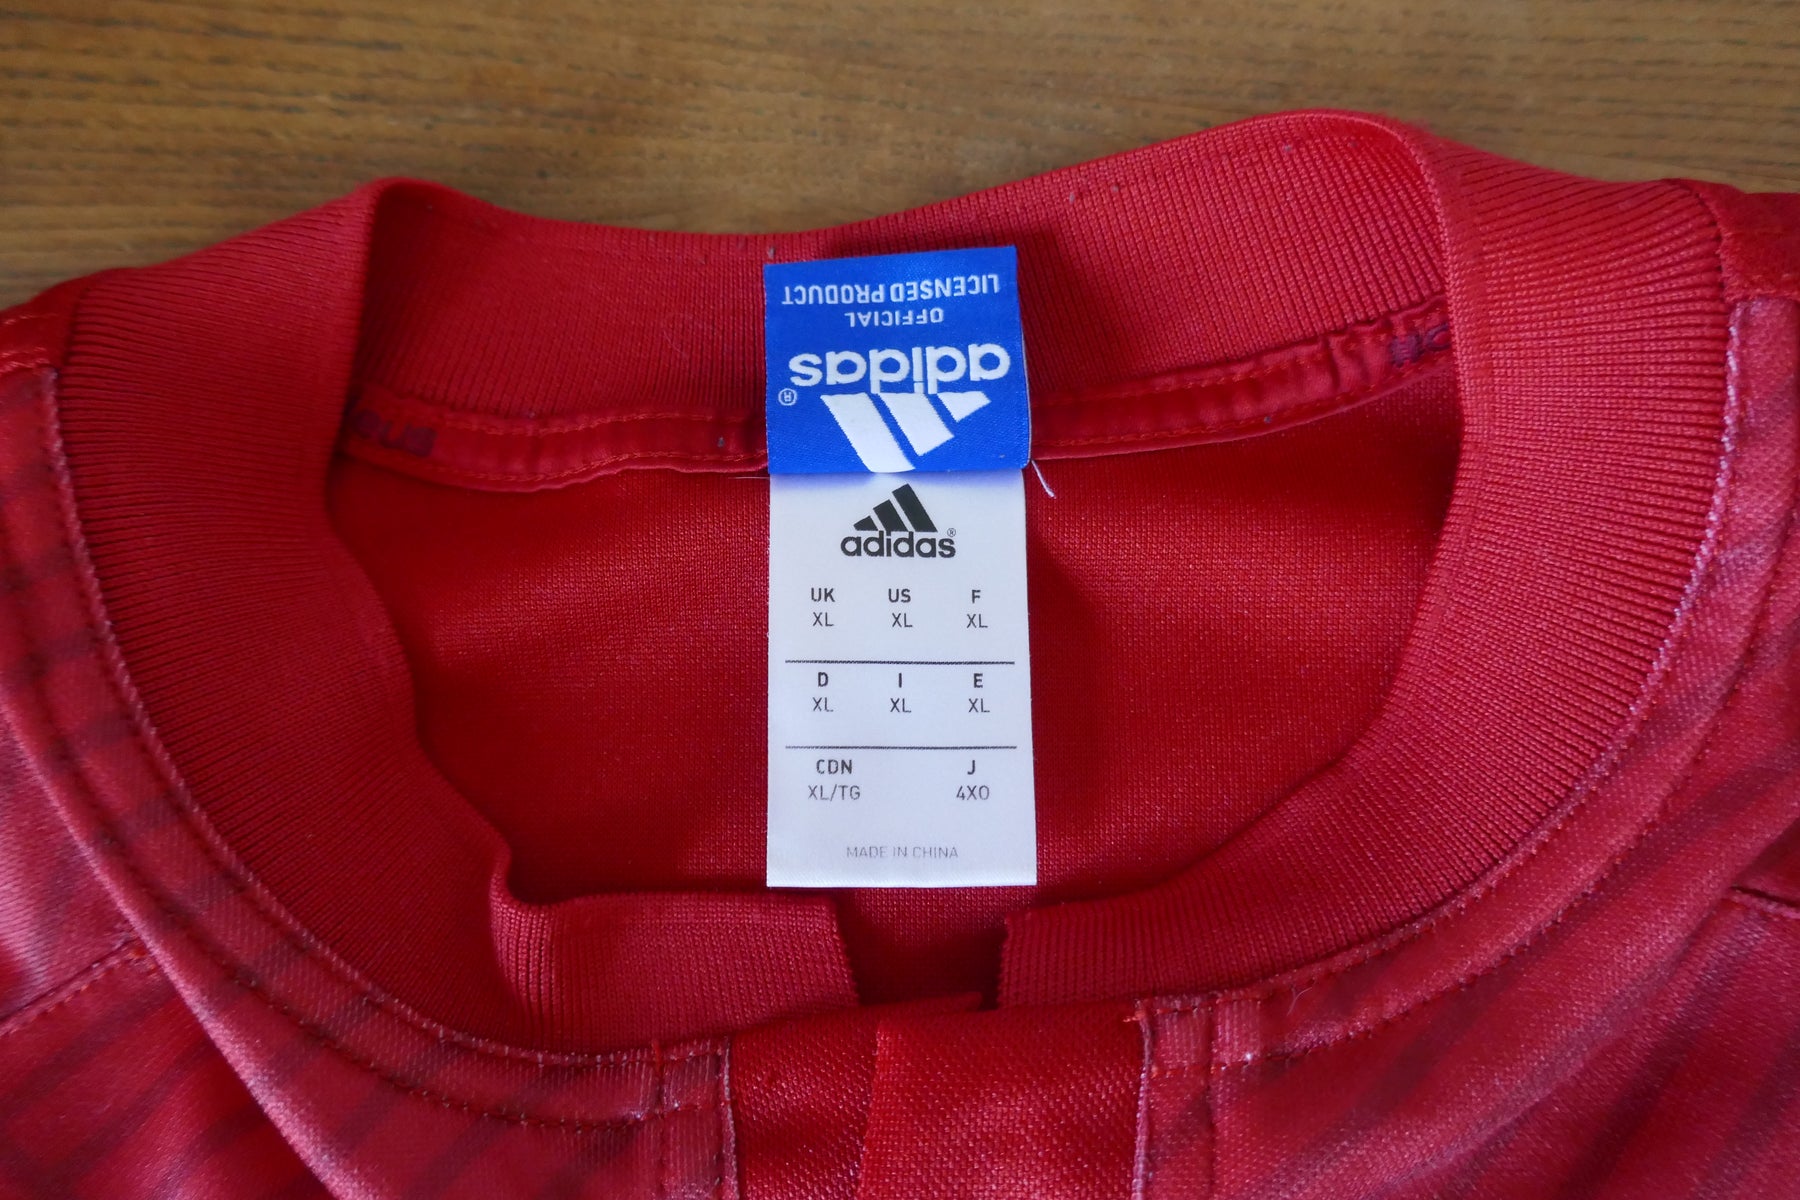 OFFICIAL
LICENSED PRODUCT
adidas®
adidas®
UK US F
XL XL XL
D I E
XL XL XL
CDN J
XL/TG 4XO
MADE IN CHINA